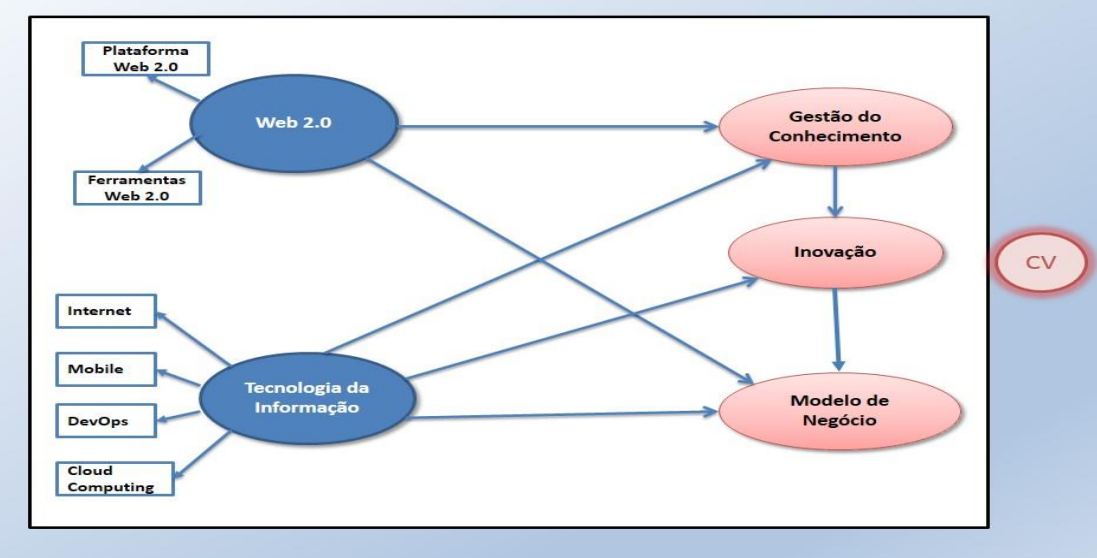 Plataforma
Web 2.0
Web 2.0
Ferramentas
Web 2.0
Gestão do
Conhecimento
Inovação
CV
Internet
Mobile
DevOps
Cloud
Computing
Tecnologia da
Informação
Modelo de
Negócio